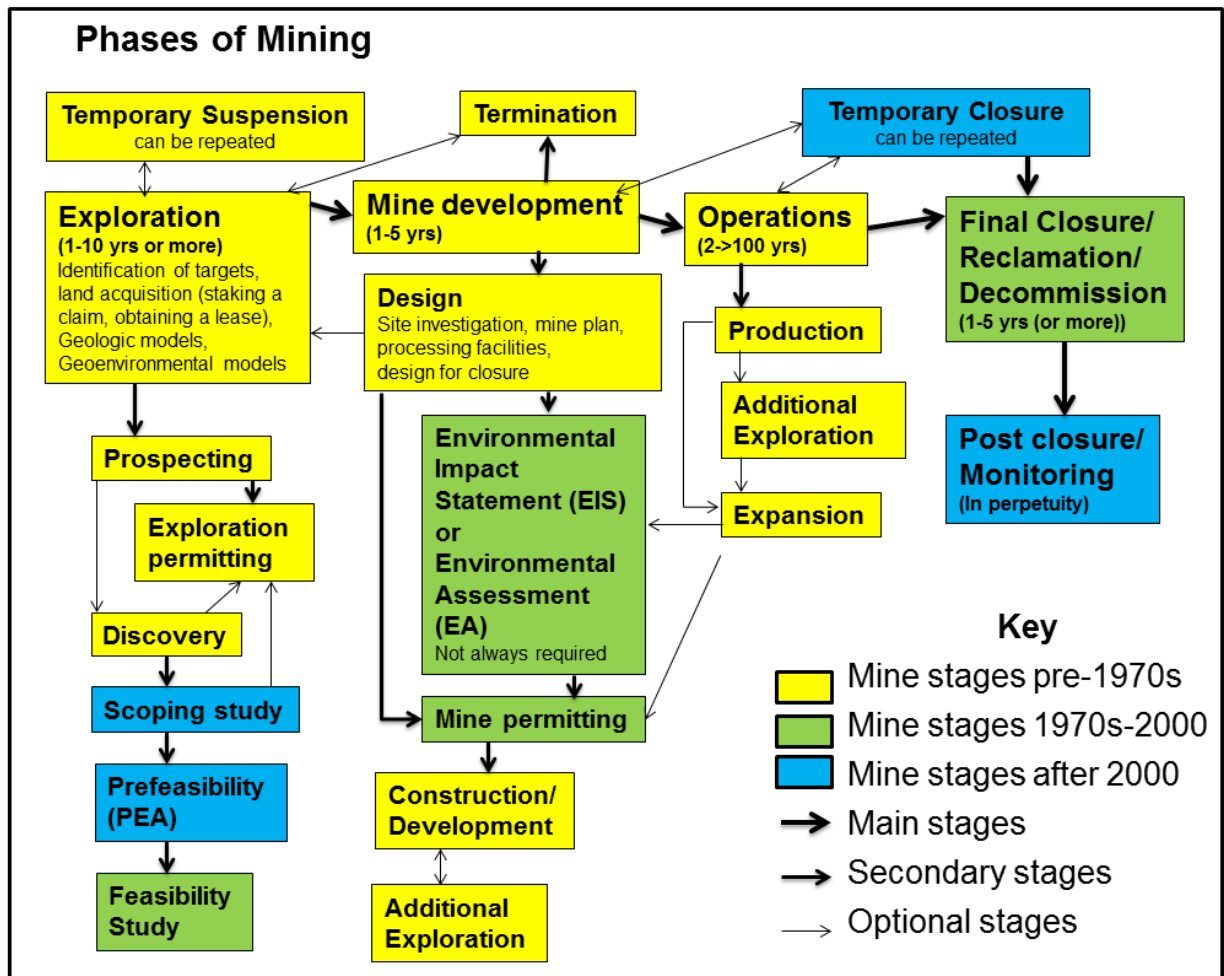 Phases of Mining
Temporary Suspension
can be repeated
Termination
Temporary Closure
can be repeated
Exploration
(1-10 yrs or more)
Identification of targets,
land acquisition (staking a
claim, obtaining a lease),
Geologic models,
Geoenvironmental models
Mine development
(1-5 yrs)
Operations
(2->100 yrs)
Final Closure/
Reclamation/
Decommission
(1-5 yrs (or more))
Design
Site investigation, mine plan,
processing facilities,
design for closure
Production
Additional
Exploration
Expansion
Post closure/
Monitoring
(In perpetuity)
Prospecting
Exploration
permitting
Discovery
Scoping study
Prefeasibility
(PEA)
Feasibility
Study
Environmental
Impact
Statement (EIS)
or
Environmental
Assessment
(EA)
Not always required
Mine permitting
Construction/
Development
Additional
Exploration
Key
Mine stages pre-1970s
Mine stages 1970s-2000
Mine stages after 2000
Main stages
Secondary stages
Optional stages